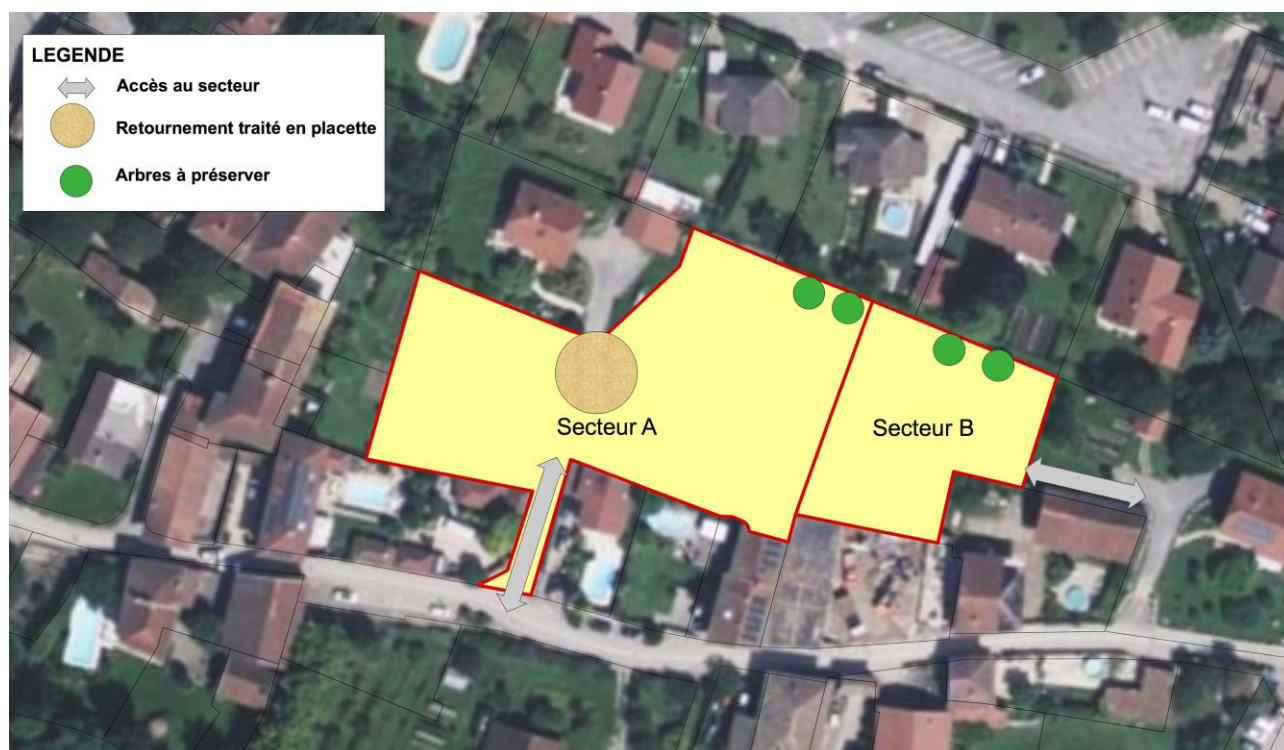 LEGENDE
Accès au secteur
Retournement traité en placette
Arbres à préserver
Secteur A
Secteur B